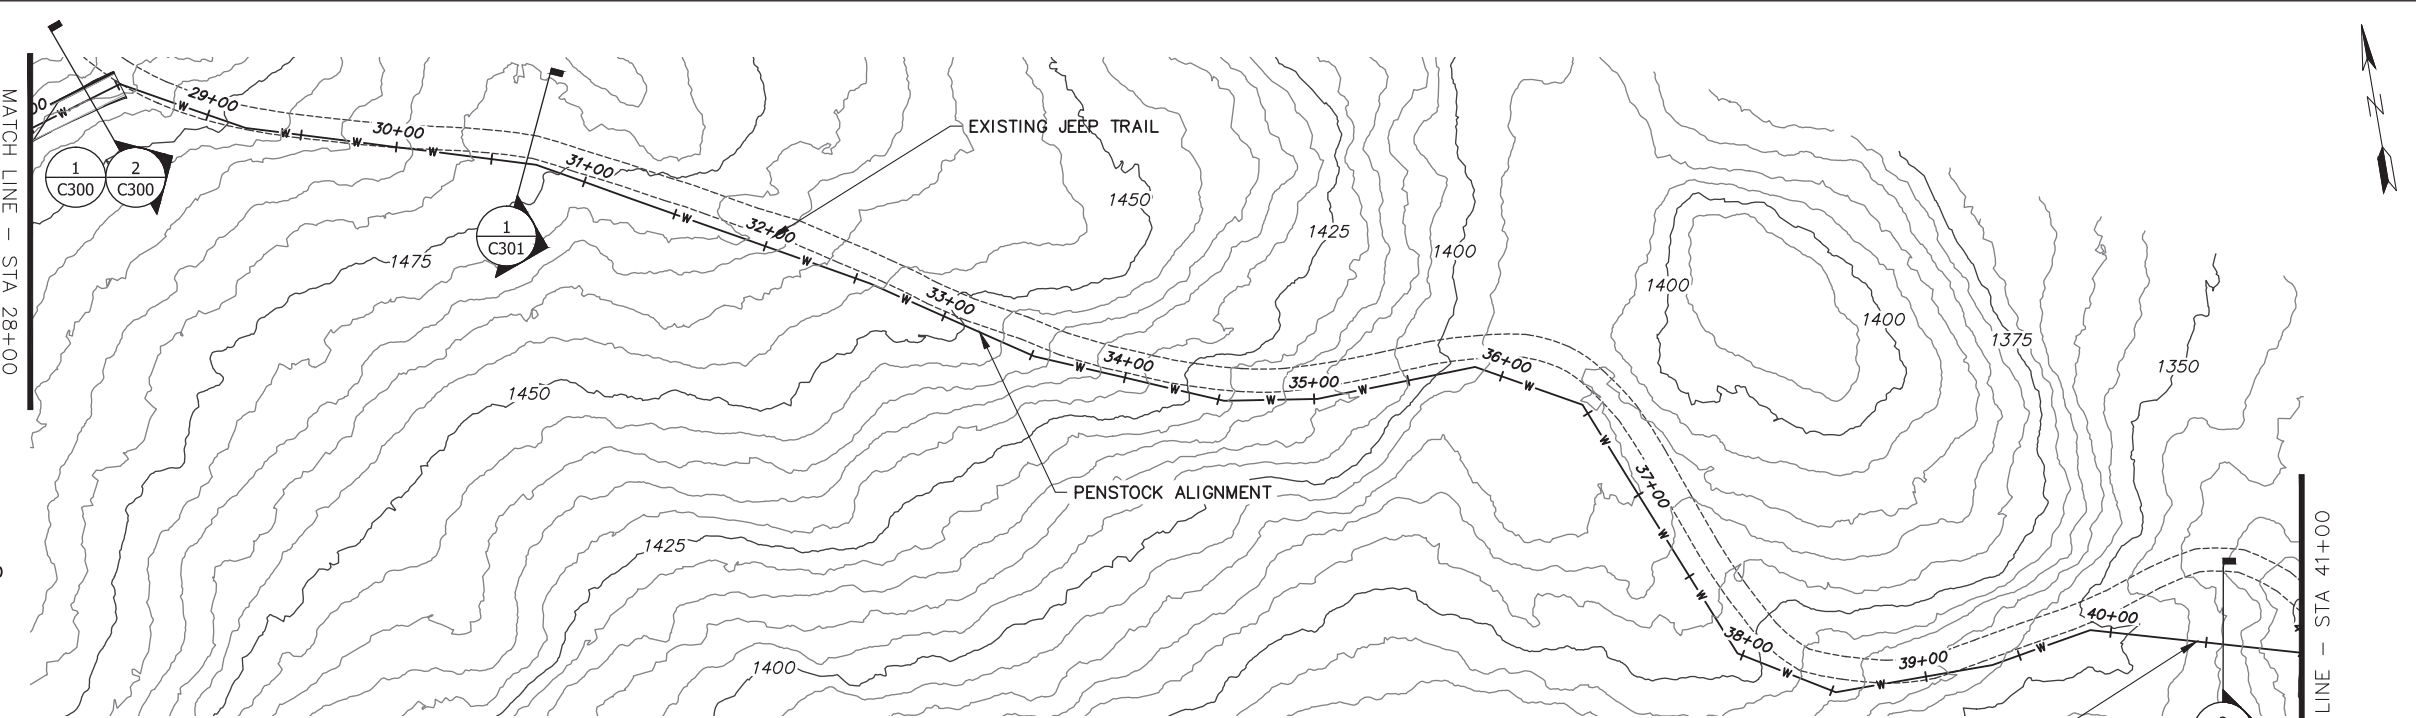 MATCH LINE - STA 28+00
00
W
29+00
W
W
W
30+00
W
1
C300
2
C300
31+00
1
C301
W
32+00
W
EXISTING JEEP TRAIL
1475
1450
1425
1400
1450
1425
1400
W
33+00
W
34+00
W
W
35+00
W
36+00
W
PENSTOCK ALIGNMENT
1400
1400
1375
1350
W
37+00
W
W
38+00
W
W
39+00
W
40+00
LINE - STA 41+00